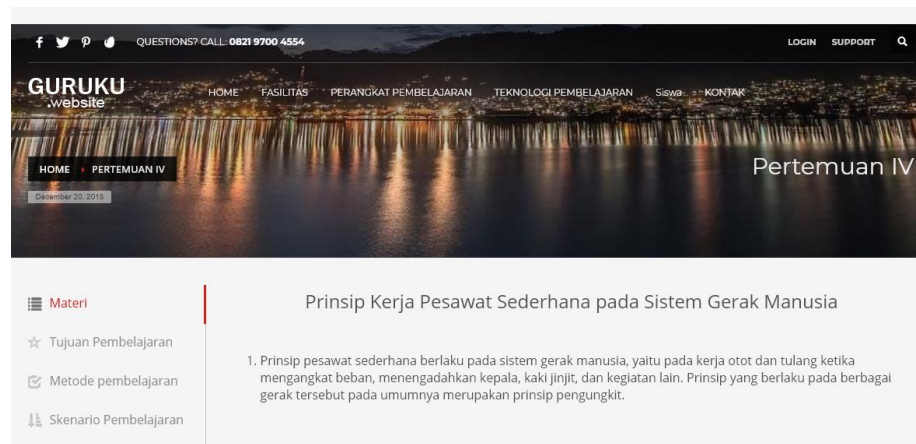 QUESTIONS? CALL: 0821 9700 4554
LOGIN SUPPORT
GURUKU
.website
HOME FASILITAS PERANGKAT PEMBELAJARAN TEKNOLOGI PEMBELAJARAN Siswa KONTAK
HOME PERTEMUAN IV
Pertemuan IV
December 20, 2018
Materi
Tujuan Pembelajaran
Metode pembelajaran
Skenario Pembelajaran
Prinsip Kerja Pesawat Sederhana pada Sistem Gerak Manusia
1. Prinsip pesawat sederhana berlaku pada sistem gerak manusia, yaitu pada kerja otot dan tulang ketika
mengangkat beban, menengadahkan kepala, kaki jinjit, dan kegiatan lain. Prinsip yang berlaku pada berbagai
gerak tersebut pada umumnya merupakan prinsip pengungkit.